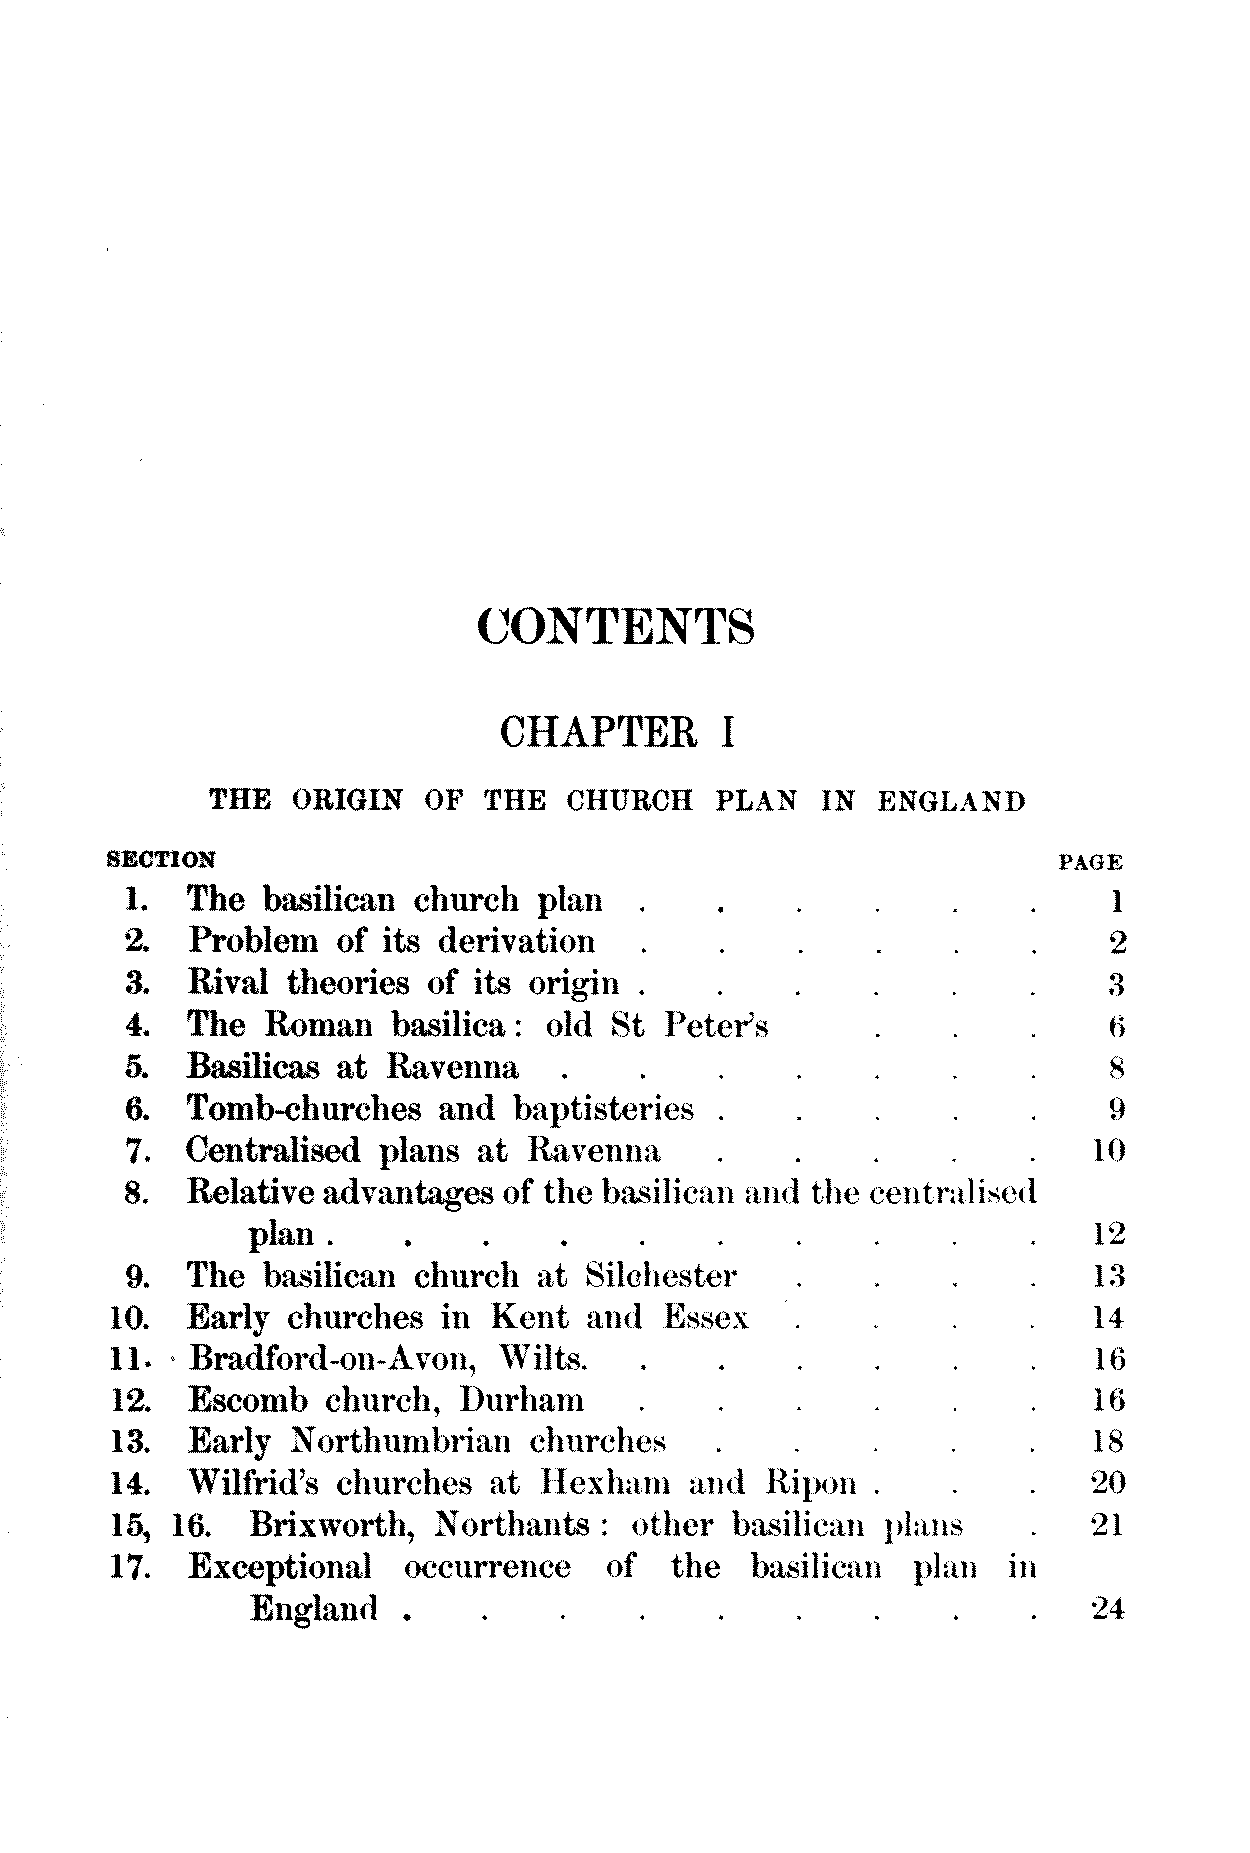 CONTENTS
CHAPTER I
THE ORIGIN OF THE CHURCH PLAN IN ENGLAND
SECTION PAGE
1. The basilican church plan . . . . . . 1
2. Problem of its derivation . . . . . . 2
3. Rival theories of its origin . . . . . . 3
4. The Roman basilica: old St Peter's . . . 6
5. Basilicas at Ravenna . . . . . . . 8
6. Tomb-churches and baptisteries . . . . . 9
7. Centralised plans at Ravenna . . . . . 10
8. Relative advantages of the basilican and the centralised
plan . . . . . . . . . . 12
9. The basilican church at Silchester . . . . 13
10. Early churches in Kent and Essex . . . . 14
11. Bradford-on-Avon, Wilts. . . . . . . 16
12. Escomb church, Durham . . . . . . 16
13. Early Northumbrian churches . . . . . 18
14. Wilfrid's churches at Hexham and Ripon . . . 20
15, 16. Brixworth, Northants: other basilican plans . 21
17. Exceptional occurrence of the basilican plan in
England . . . . . . . . . 24